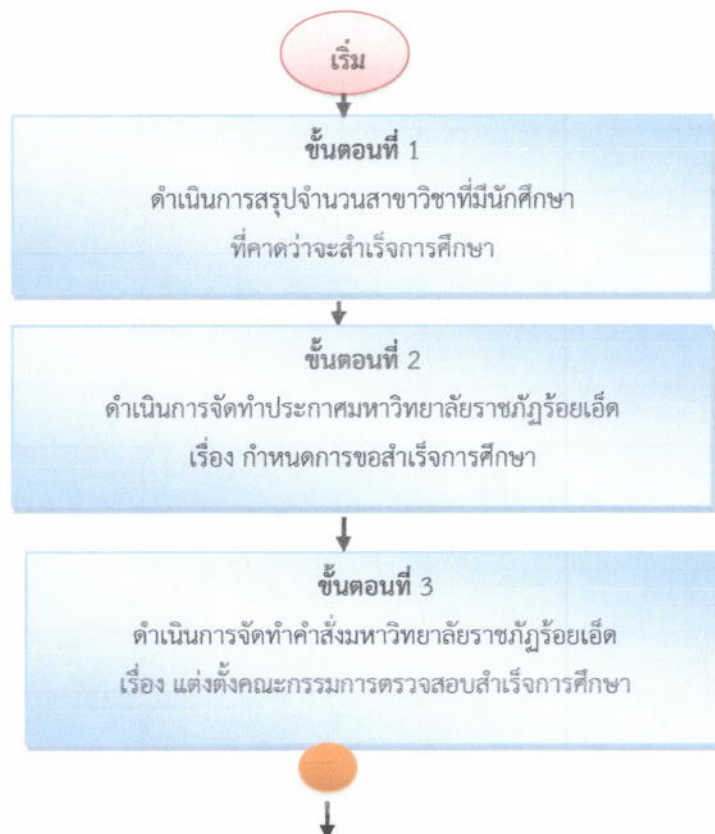 เริ่ม
ขั้นตอนที่ 1
ดำเนินการสรุปจำนวนสาขาวิชาที่มีนักศึกษา
ที่คาดว่าจะสำเร็จการศึกษา
ขั้นตอนที่ 2
ดำเนินการจัดทำประกาศมหาวิทยาลัยราชภัฏร้อยเอ็ด
เรื่อง กำหนดการขอสำเร็จการศึกษา
ขั้นตอนที่ 3
ดำเนินการจัดทำคำสั่งมหาวิทยาลัยราชภัฏร้อยเอ็ด
เรื่อง แต่งตั้งคณะกรรมการตรวจสอบสำเร็จการศึกษา